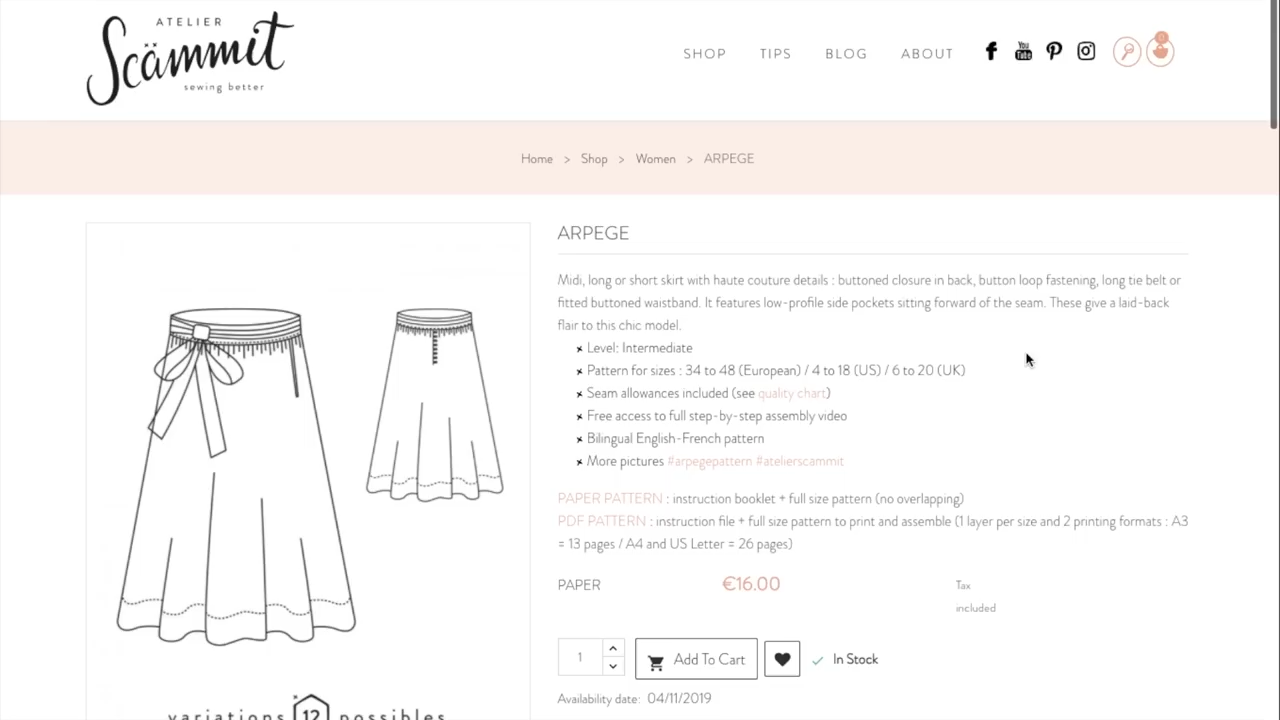 ATELIER
Scämmit
sewing better
SHOP TIPS BLOG ABOUT
You Tube
0
Home > Shop > Women > ARPEGE
ARPEGE
Midi, long or short skirt with haute couture details : buttoned closure in back, button loop fastening, long tie belt or
fitted buttoned waistband. It features low-profile side pockets sitting forward of the seam. These give a laid-back
flair to this chic model.
Level: Intermediate
Pattern for sizes : 34 to 48 (European) / 4 to 18 (US) / 6 to 20 (UK)
Seam allowances included (see quality chart)
Free access to full step-by-step assembly video
Bilingual English-French pattern
More pictures #arpegepattern #atelierscammit
PAPER PATTERN : instruction booklet + full size pattern (no overlapping)
PDF PATTERN : instruction file + full size pattern to print and assemble (1 layer per size and 2 printing formats : A3
= 13 pages / A4 and US Letter = 26 pages)
PAPER €16.00 Tax
included
1 Add To Cart In Stock
Availability date: 04/11/2019
variations 12 possibles